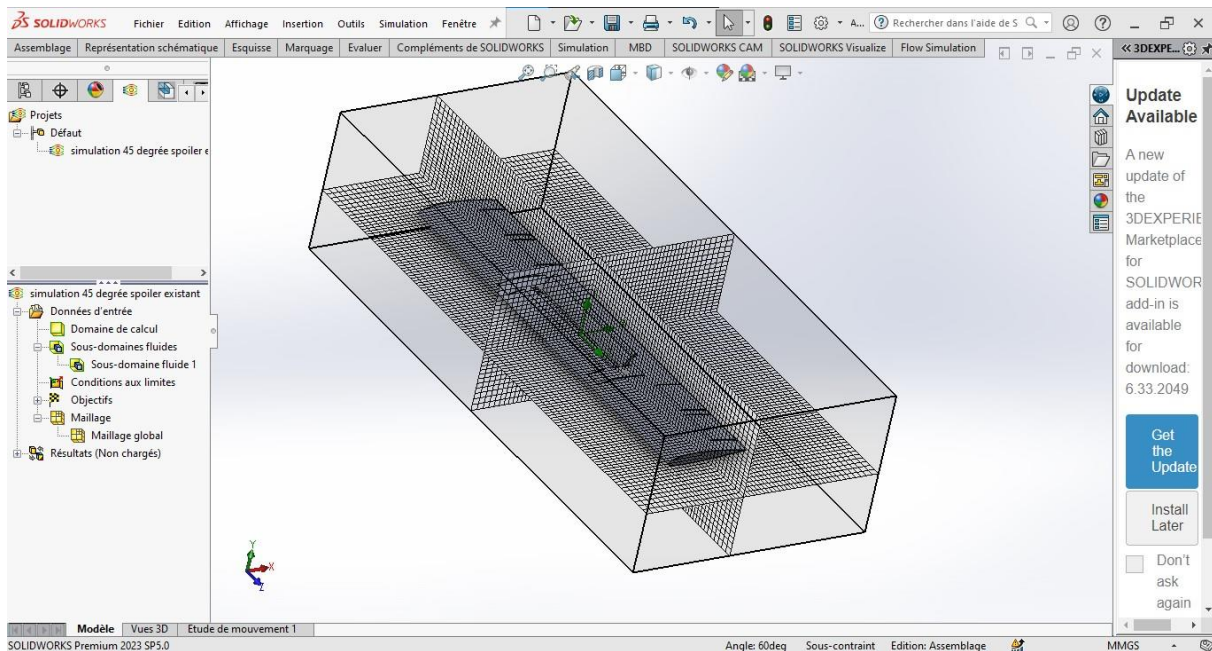 SOLIDWORKS Fichier Edition Affichage Insertion Outils Simulation Fenêtre A... Rechercher dans l'aide de S
Assemblage Représentation schématique Esquisse Marquage Evaluer Compléments de SOLIDWORKS Simulation MBD SOLIDWORKS CAM SOLIDWORKS Visualize Flow Simulation
3DEXPE...
Projets
Défaut
simulation 45 degrée spoiler e
simulation 45 degrée spoiler existant
Données d'entrée
Domaine de calcul
Sous-domaines fluides
Sous-domaine fluide 1
Conditions aux limites
Objectifs
Maillage
Maillage global
Résultats (Non chargés)
Y
X
Z
Update
Available
A new
update of
the
3DEXPERIE
Marketplace
for
SOLIDWOR
add-in is
available
for
download:
6.33.2049
Get
the
Update
Install
Later
Don't
ask
again
Modèle Vues 3D Etude de mouvement 1
SOLIDWORKS Premium 2023 SP5.0 Angle: 60deg Sous-contraint Edition: Assemblage MMGS